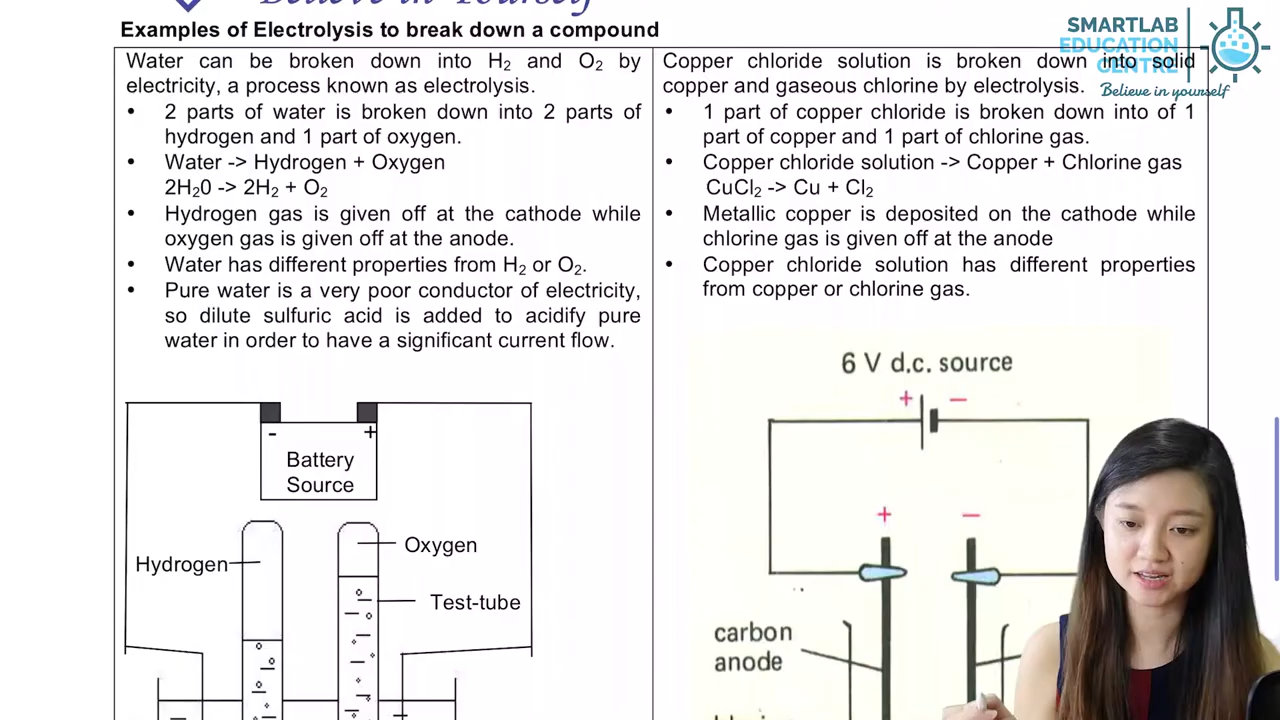 Believe in Yourself
Examples of Electrolysis to break down a compound
SMARTLAB
EDUCATION
CENTRE
Believe in yourself
Water can be broken down into H₂ and O₂ by
electricity, a process known as electrolysis.
• 2 parts of water is broken down into 2 parts of
hydrogen and 1 part of oxygen.
• Water -> Hydrogen + Oxygen
2H₂0 -> 2H₂ + O₂
• Hydrogen gas is given off at the cathode while
oxygen gas is given off at the anode.
• Water has different properties from H₂ or O₂.
• Pure water is a very poor conductor of electricity,
so dilute sulfuric acid is added to acidify pure
water in order to have a significant current flow.
- +
Battery
Source
Hydrogen
Oxygen
Test-tube
Copper chloride solution is broken down into solid
copper and gaseous chlorine by electrolysis.
• 1 part of copper chloride is broken down into of 1
part of copper and 1 part of chlorine gas.
• Copper chloride solution -> Copper + Chlorine gas
CuCl₂ -> Cu + Cl₂
• Metallic copper is deposited on the cathode while
chlorine gas is given off at the anode
• Copper chloride solution has different properties
from copper or chlorine gas.
6 V d.c. source
+ −
+ −
carbon
anode